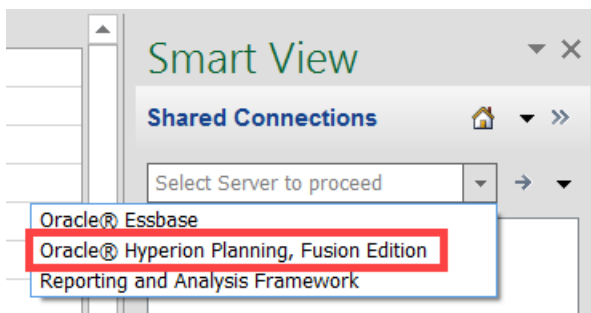 Smart View
Shared Connections
Select Server to proceed
Oracle® Essbase
Oracle® Hyperion Planning, Fusion Edition
Reporting and Analysis Framework